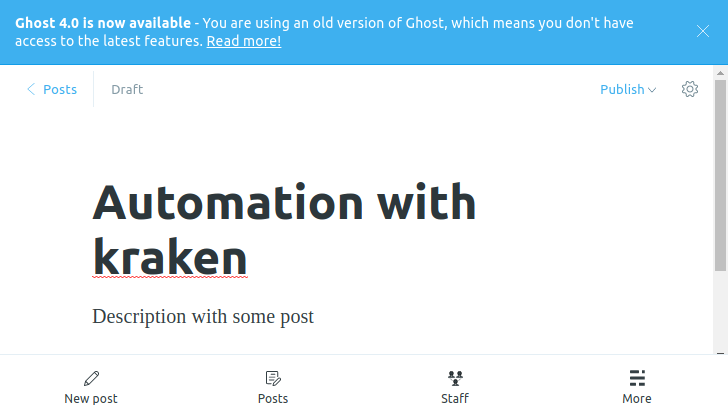 Ghost 4.0 is now available - You are using an old version of Ghost, which means you don't have
access to the latest features. Read more!
Posts
Draft
Publish
Automation with
kraken
Description with some post
New post
Posts
Staff
More